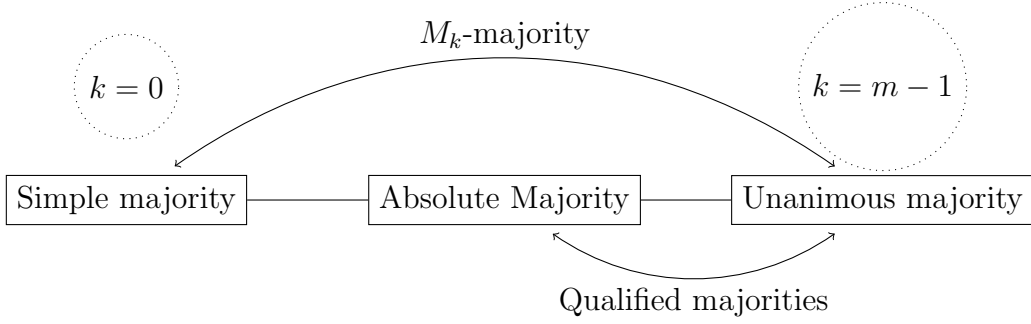 M_k-majority
k = 0
k = m − 1
Simple majority
Absolute Majority
Unanimous majority
Qualified majorities